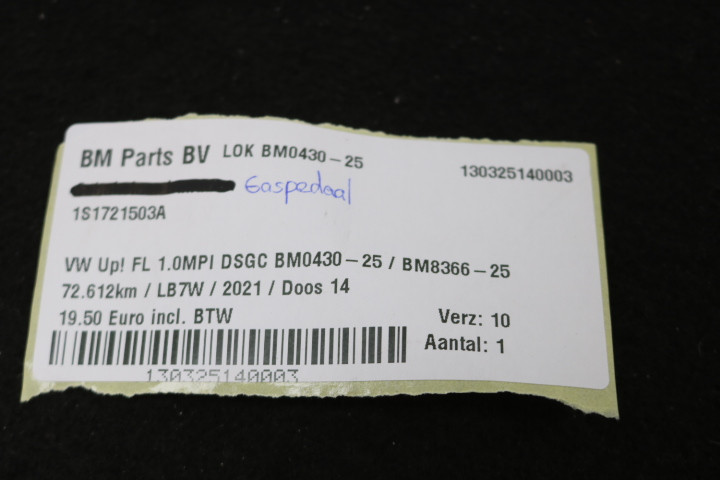 BM Parts BV LOK BM0430-25 130325140003
Gaspedaal
1S1721503A
VW Up! FL 1.0MPI DSGC BM0430-25 / BM8366-25
72.612km / LB7W / 2021 / Doos 14
19.50 Euro incl. BTW Verz: 10
Aantal: 1
130325140003